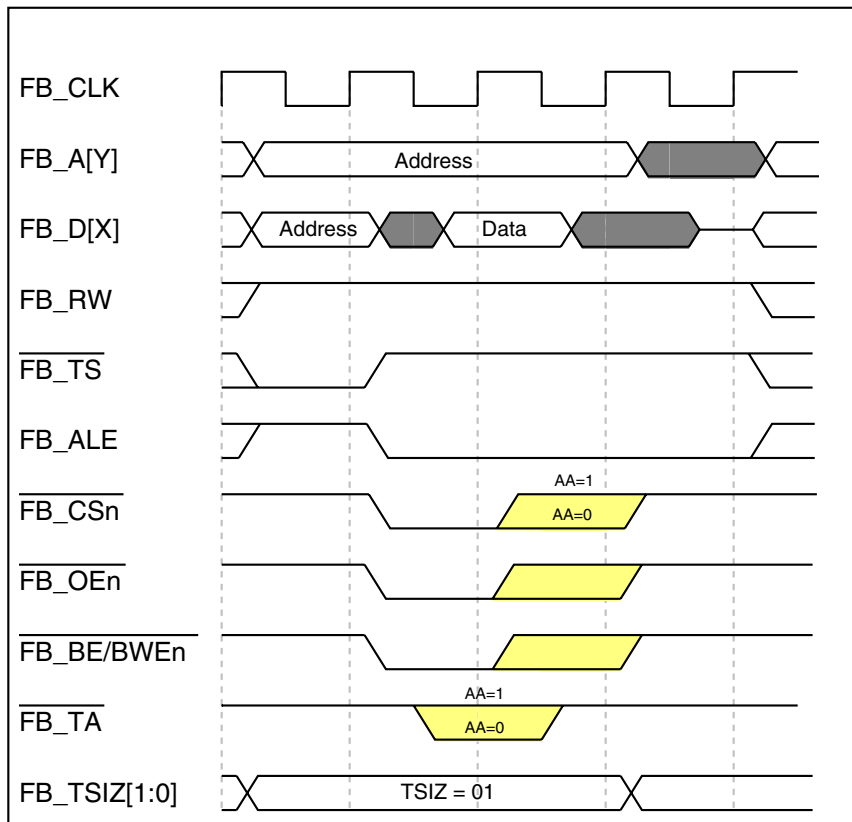 FB_CLK
FB_A[Y]
Address
FB_D[X]
Address
Data
FB_RW
FB_TS
FB_ALE
AA=1
FB_CSn
AA=0
FB_OEn
FB_BE/BWEn
AA=1
FB_TA
AA=0
FB_TSIZ[1:0]
TSIZ = 01